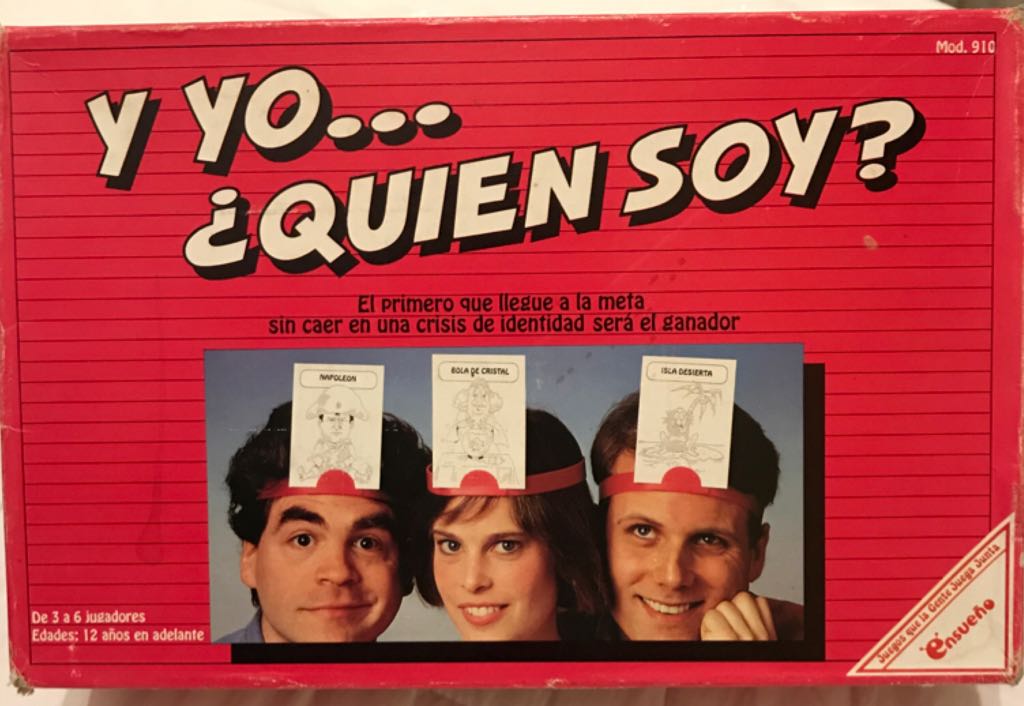 Mod. 910
Y YO...
¿QUIEN SOY?
El primero que llegue a la meta
sin caer en una crisis de identidad será el ganador
NAPOLEON
BOLA DE CRISTAL
ISLA DESIERTA
De 3 a 6 jugadores
Edades: 12 años en adelante
Juegos que la Gente Juega Junta
ensueño